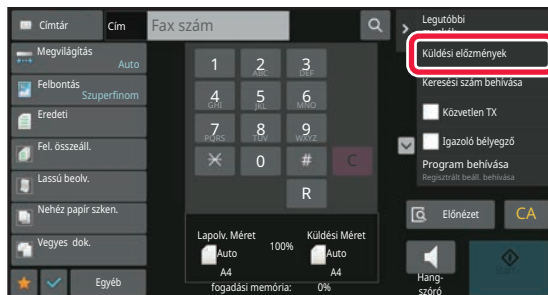 Címtár
Cím
Fax szám
Legutóbbi
Megvilágítás
Auto
Felbontás
Szuperfinom
Eredeti
Fel. összeáll.
Lassú beolv.
Nehéz papír szken.
Vegyes dok.
Egyéb
1
2
ABC
3
DEF
4
GHI
5
JKL
6
MNO
7
PQRS
8
TUV
9
WXYZ
0
#
C
R
Lapolv. Méret
Auto
A4
100%
Küldési Méret
Auto
A4
fogadási memória:
0%
Küldési előzmények
Keresési szám behívása
Közvetlen TX
Igazoló bélyegző
Program behívása
Regisztrált beáll. behívása
Előnézet
CA
Hang-
szóró
Start